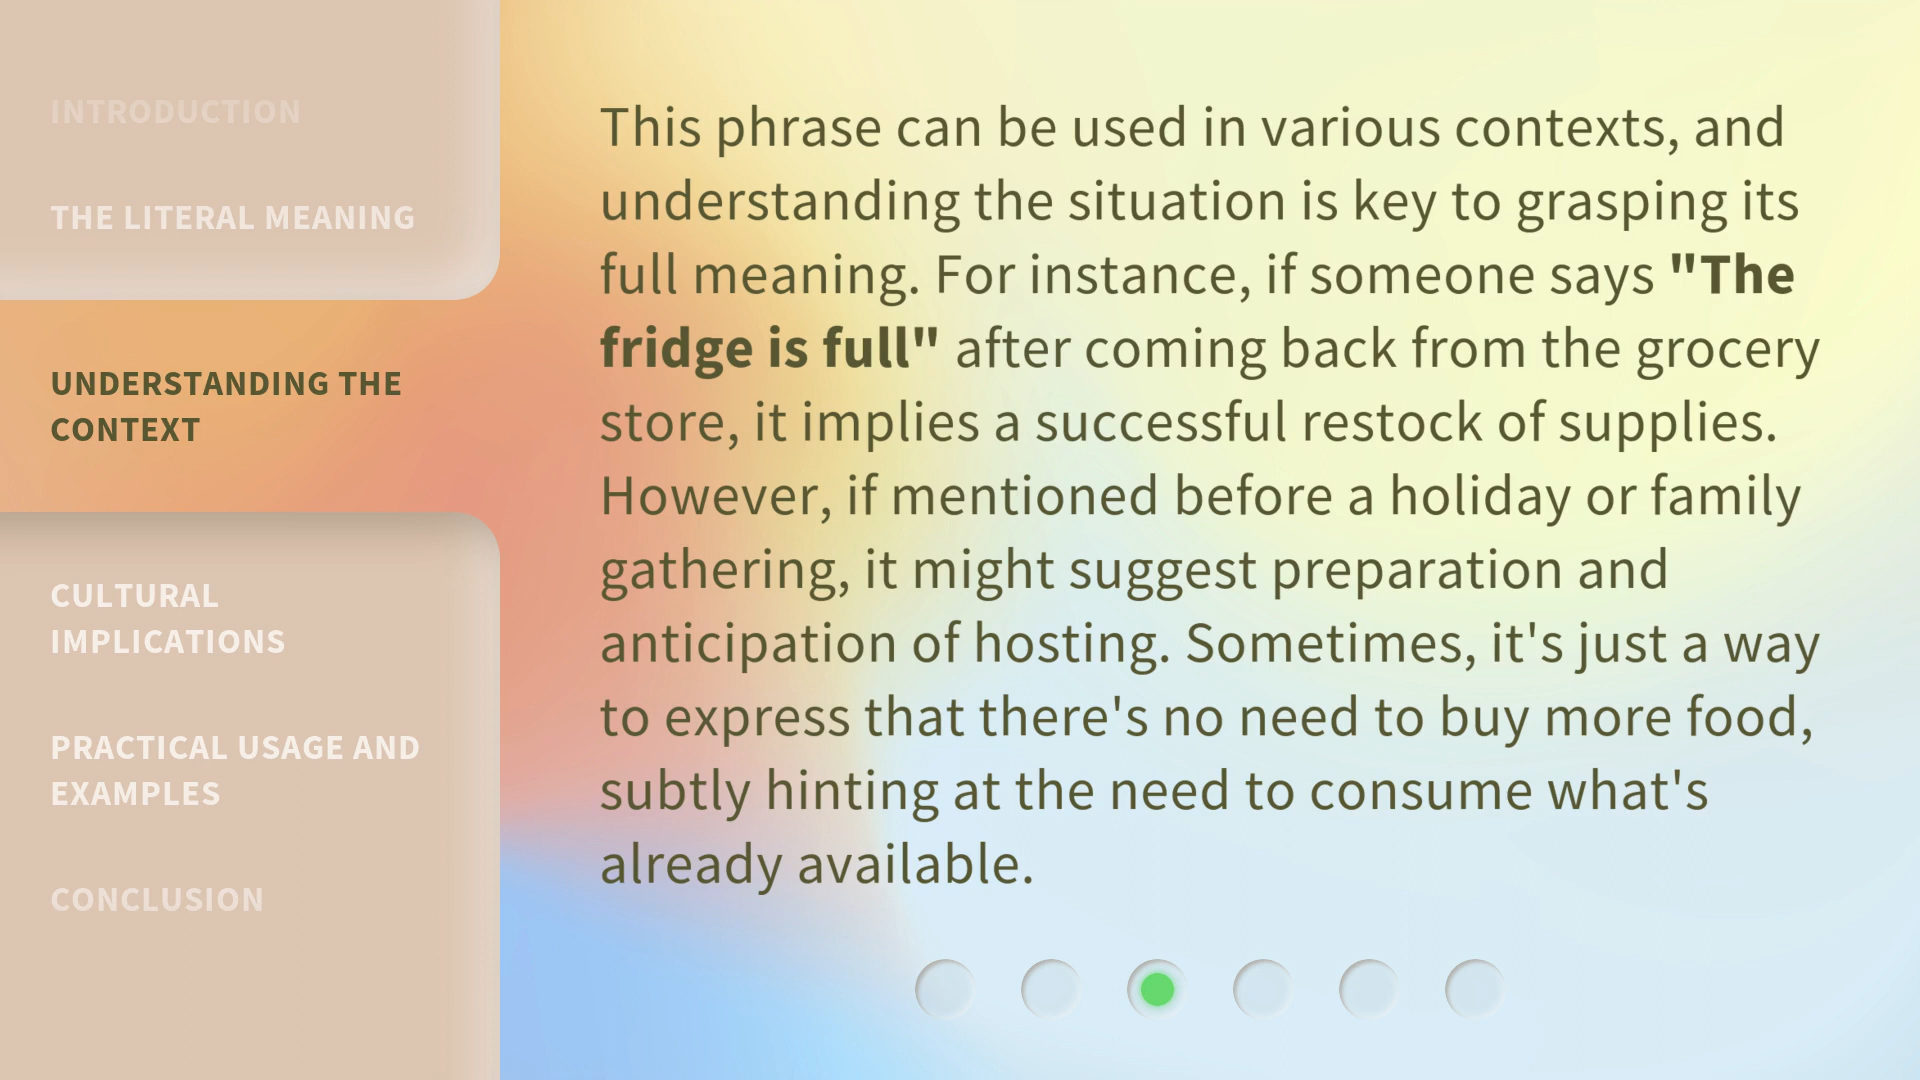 INTRODUCTION
THE LITERAL MEANING
UNDERSTANDING THE
CONTEXT
CULTURAL
IMPLICATIONS
PRACTICAL USAGE AND
EXAMPLES
CONCLUSION
This phrase can be used in various contexts, and
understanding the situation is key to grasping its
full meaning. For instance, if someone says "The
fridge is full" after coming back from the grocery
store, it implies a successful restock of supplies.
However, if mentioned before a holiday or family
gathering, it might suggest preparation and
anticipation of hosting. Sometimes, it's just a way
to express that there's no need to buy more food,
subtly hinting at the need to consume what's
already available.